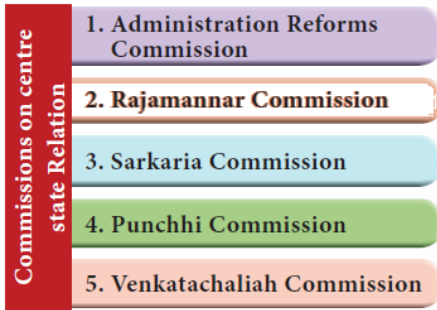 Commissions on centre
state Relation
1. Administration Reforms
Commission
2. Rajamannar Commission
3. Sarkaria Commission
4. Punchhi Commission
5. Venkatachaliah Commission